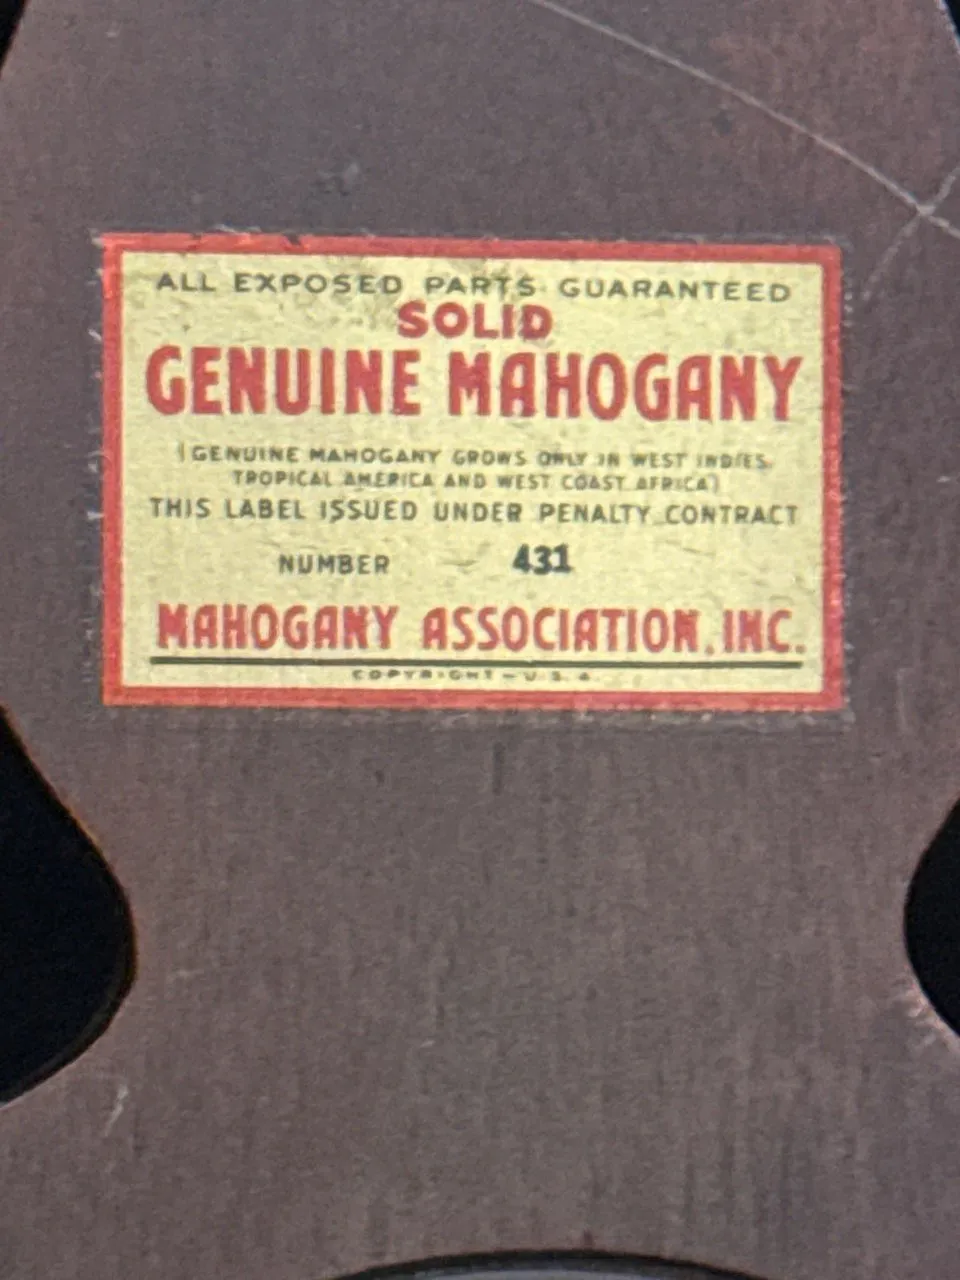 ALL EXPOSED PARTS GUARANTEED
SOLID
GENUINE MAHOGANY
(GENUINE MAHOGANY GROWS ONLY IN WEST INDIES,
TROPICAL AMERICA AND WEST COAST AFRICA)
THIS LABEL ISSUED UNDER PENALTY CONTRACT
NUMBER 431
MAHOGANY ASSOCIATION, INC.
COPYRIGHT - U.S.A.